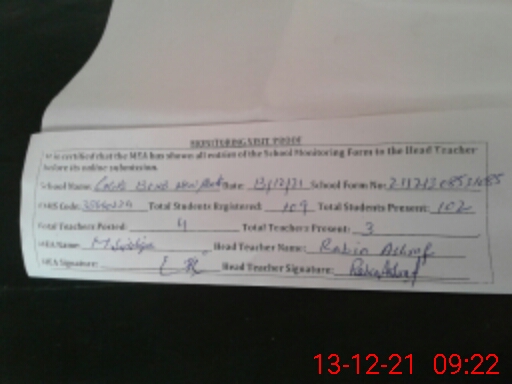 MONITORING VISIT PROOF
It is certified that the MEA has shown all entries of the School Monitoring Form to the Head Teacher
before its online submission.
School Name: Date: 13/12/21 School Form No:
EMIS Code: Total Students Registered: 109 Total Students Present: 102
Total Teachers Posted: 4 Total Teachers Present: 3
MEA Name: Head Teacher Name: Rabia Ashraf
MEA Signature: Head Teacher Signature: Rabia Ashraf
13-12-21 09:22